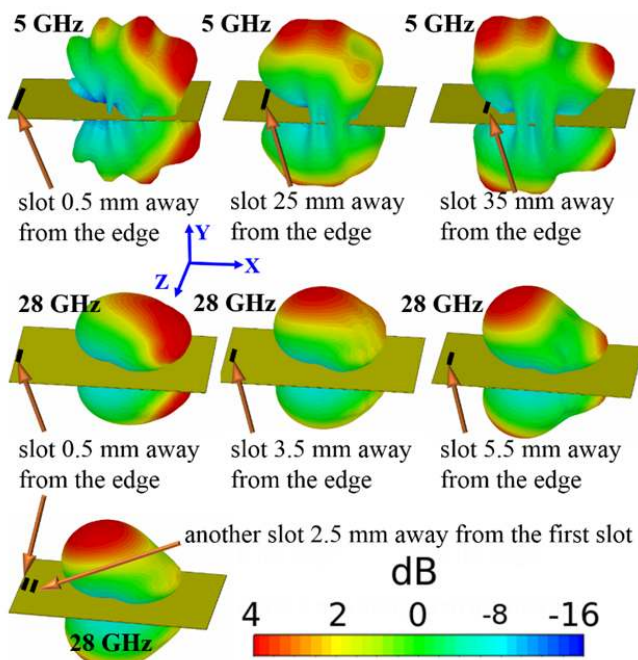 5 GHz
5 GHz
5 GHz
slot 0.5 mm away
from the edge
slot 25 mm away
from the edge
slot 35 mm away
from the edge
Y
X
Z
28 GHz
28 GHz
28 GHz
slot 0.5 mm away
from the edge
slot 3.5 mm away
from the edge
slot 5.5 mm away
from the edge
another slot 2.5 mm away from the first slot
28 GHz
dB
4 2 0 -8 -16